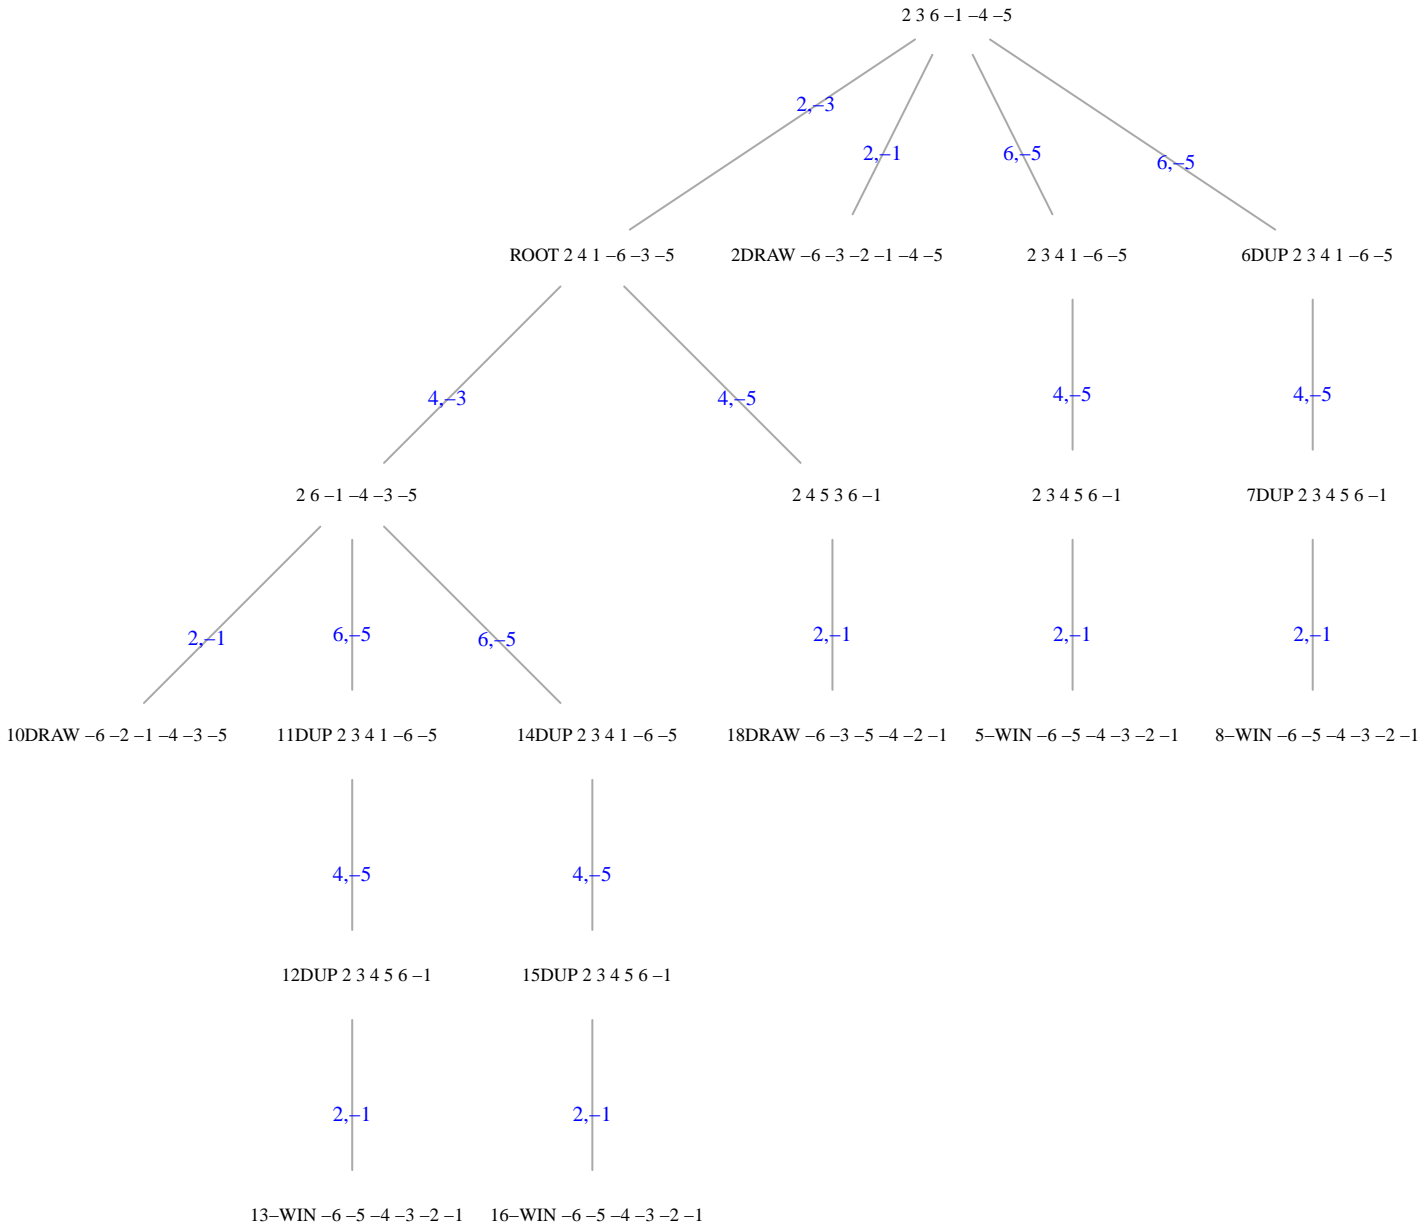 2 3 6 –1 –4 –5
2,–3
2,–1
6,–5
6,–5
ROOT 2 4 1 –6 –3 –5
2DRAW –6 –3 –2 –1 –4 –5
2 3 4 1 –6 –5
6DUP 2 3 4 1 –6 –5
4,–3
4,–5
4,–5
4,–5
2 6 –1 –4 –3 –5
2 4 5 3 6 –1
2 3 4 5 6 –1
7DUP 2 3 4 5 6 –1
2,–1
6,–5
6,–5
2,–1
2,–1
2,–1
10DRAW –6 –2 –1 –4 –3 –5
11DUP 2 3 4 1 –6 –5
14DUP 2 3 4 1 –6 –5
18DRAW –6 –3 –5 –4 –2 –1
5–WIN –6 –5 –4 –3 –2 –1
8–WIN –6 –5 –4 –3 –2 –1
4,–5
4,–5
12DUP 2 3 4 5 6 –1
15DUP 2 3 4 5 6 –1
2,–1
2,–1
13–WIN –6 –5 –4 –3 –2 –1
16–WIN –6 –5 –4 –3 –2 –1